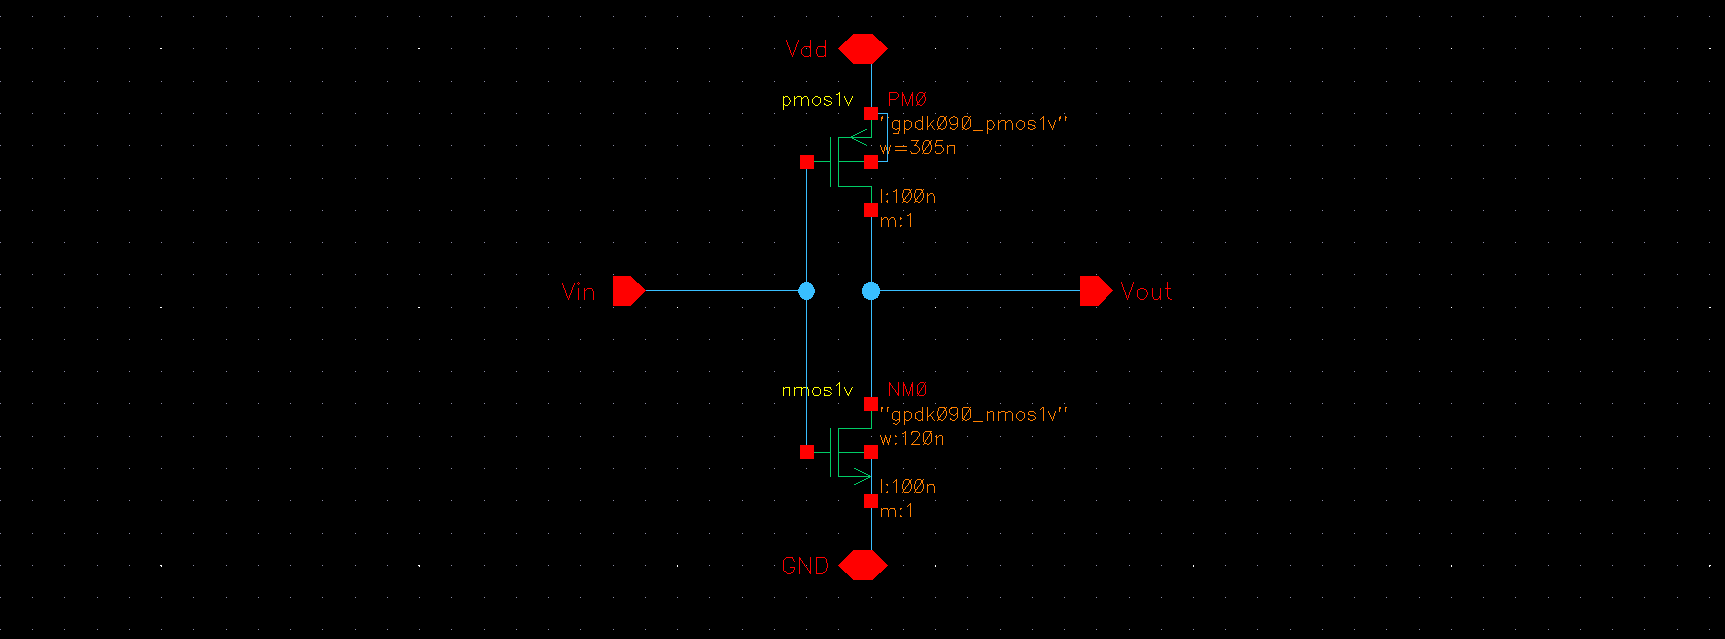 Vdd
pmos1v PM0
"gpdk090_pmos1v"
w=305n
l:100n
m:1
Vin Vout
nmos1v NM0
"gpdk090_nmos1v"
w:120n
l:100n
m:1
GND